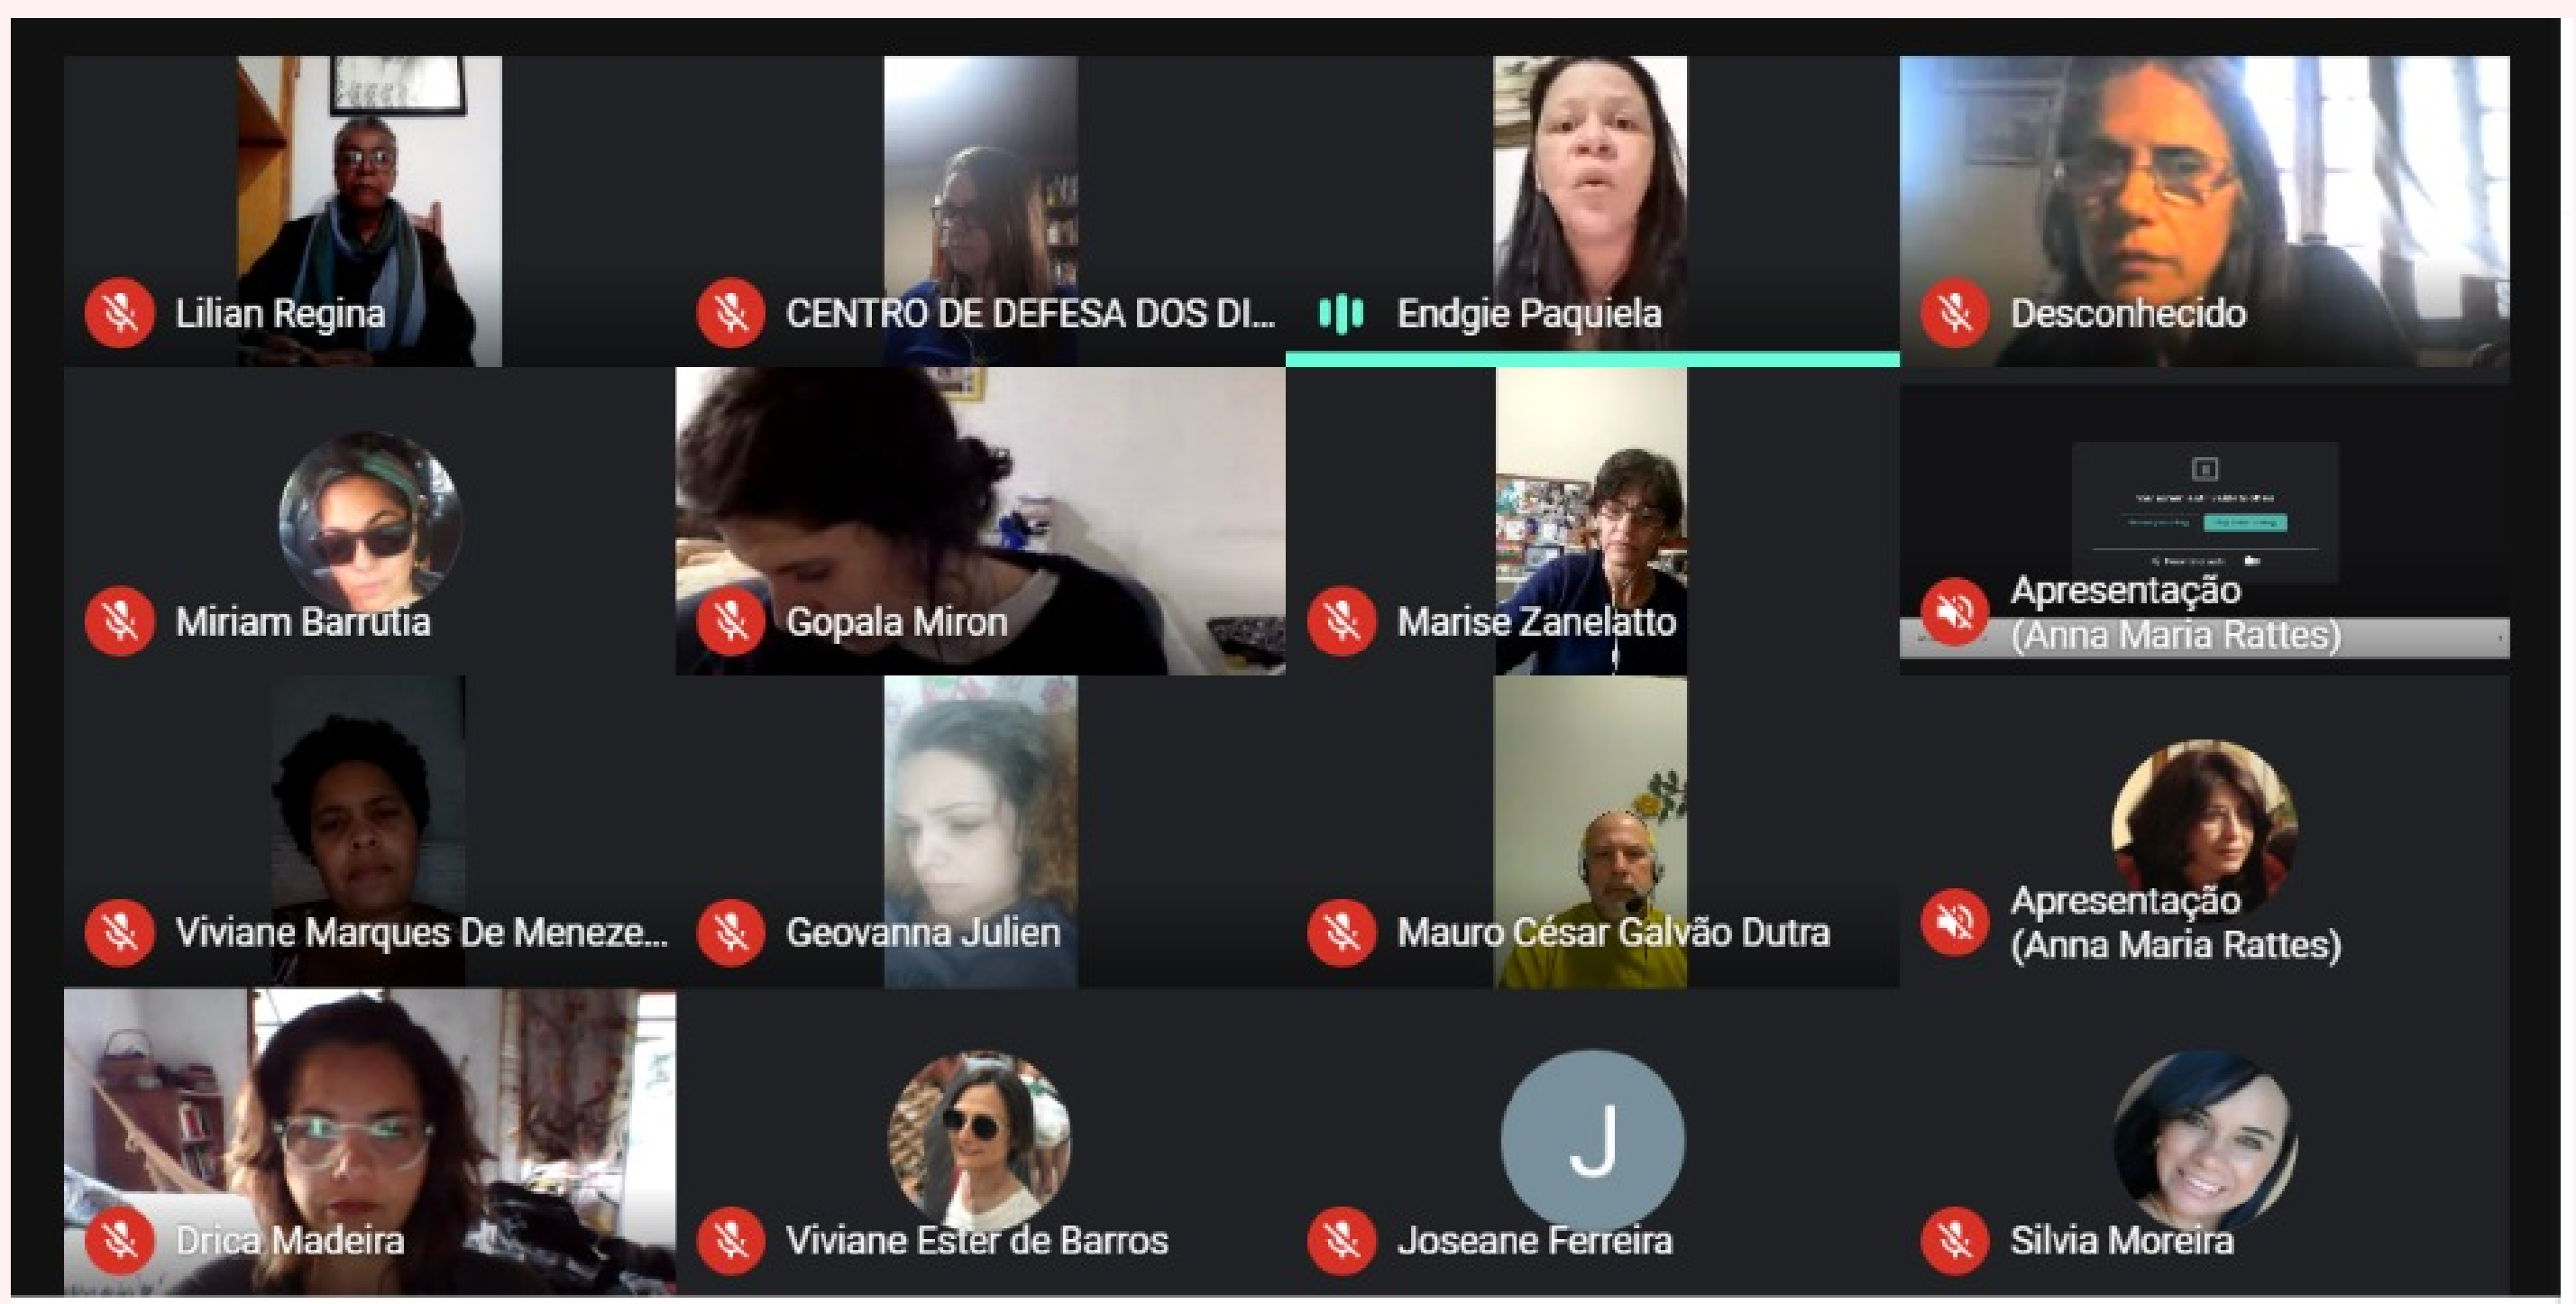 Lilian Regina
CENTRO DE DEFESA DOS DI...
Endgie Paquiela
Desconhecido
Miriam Barrutia
Gopala Miron
Marise Zanelatto
Apresentação
(Anna Maria Rattes)
Viviane Marques De Meneze...
Geovanna Julien
Mauro César Galvão Dutra
Apresentação
(Anna Maria Rattes)
Drica Madeira
Viviane Ester de Barros
J
Joseane Ferreira
Silvia Moreira